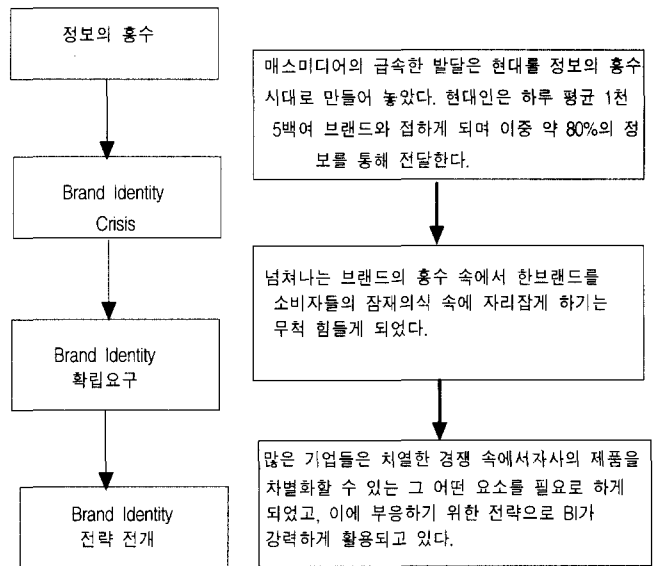 정보의 홍수
Brand Identity
Crisis
Brand Identity
확립요구
Brand Identity
전략 전개
매스미디어의 급속한 발달은 현대를 정보의 홍수
시대로 만들어 놓았다. 현대인은 하루 평균 1천
5백여 브랜드와 접하게 되며 이중 약 80%의 정
보를 통해 전달한다.
넘쳐나는 브랜드의 홍수 속에서 한브랜드를
소비자들의 잠재의식 속에 자리잡게 하기는
무척 힘들게 되었다.
많은 기업들은 치열한 경쟁 속에서자사의 제품을
차별화할 수 있는 그 어떤 요소를 필요로 하게
되었고, 이에 부응하기 위한 전략으로 BI가
강력하게 활용되고 있다.